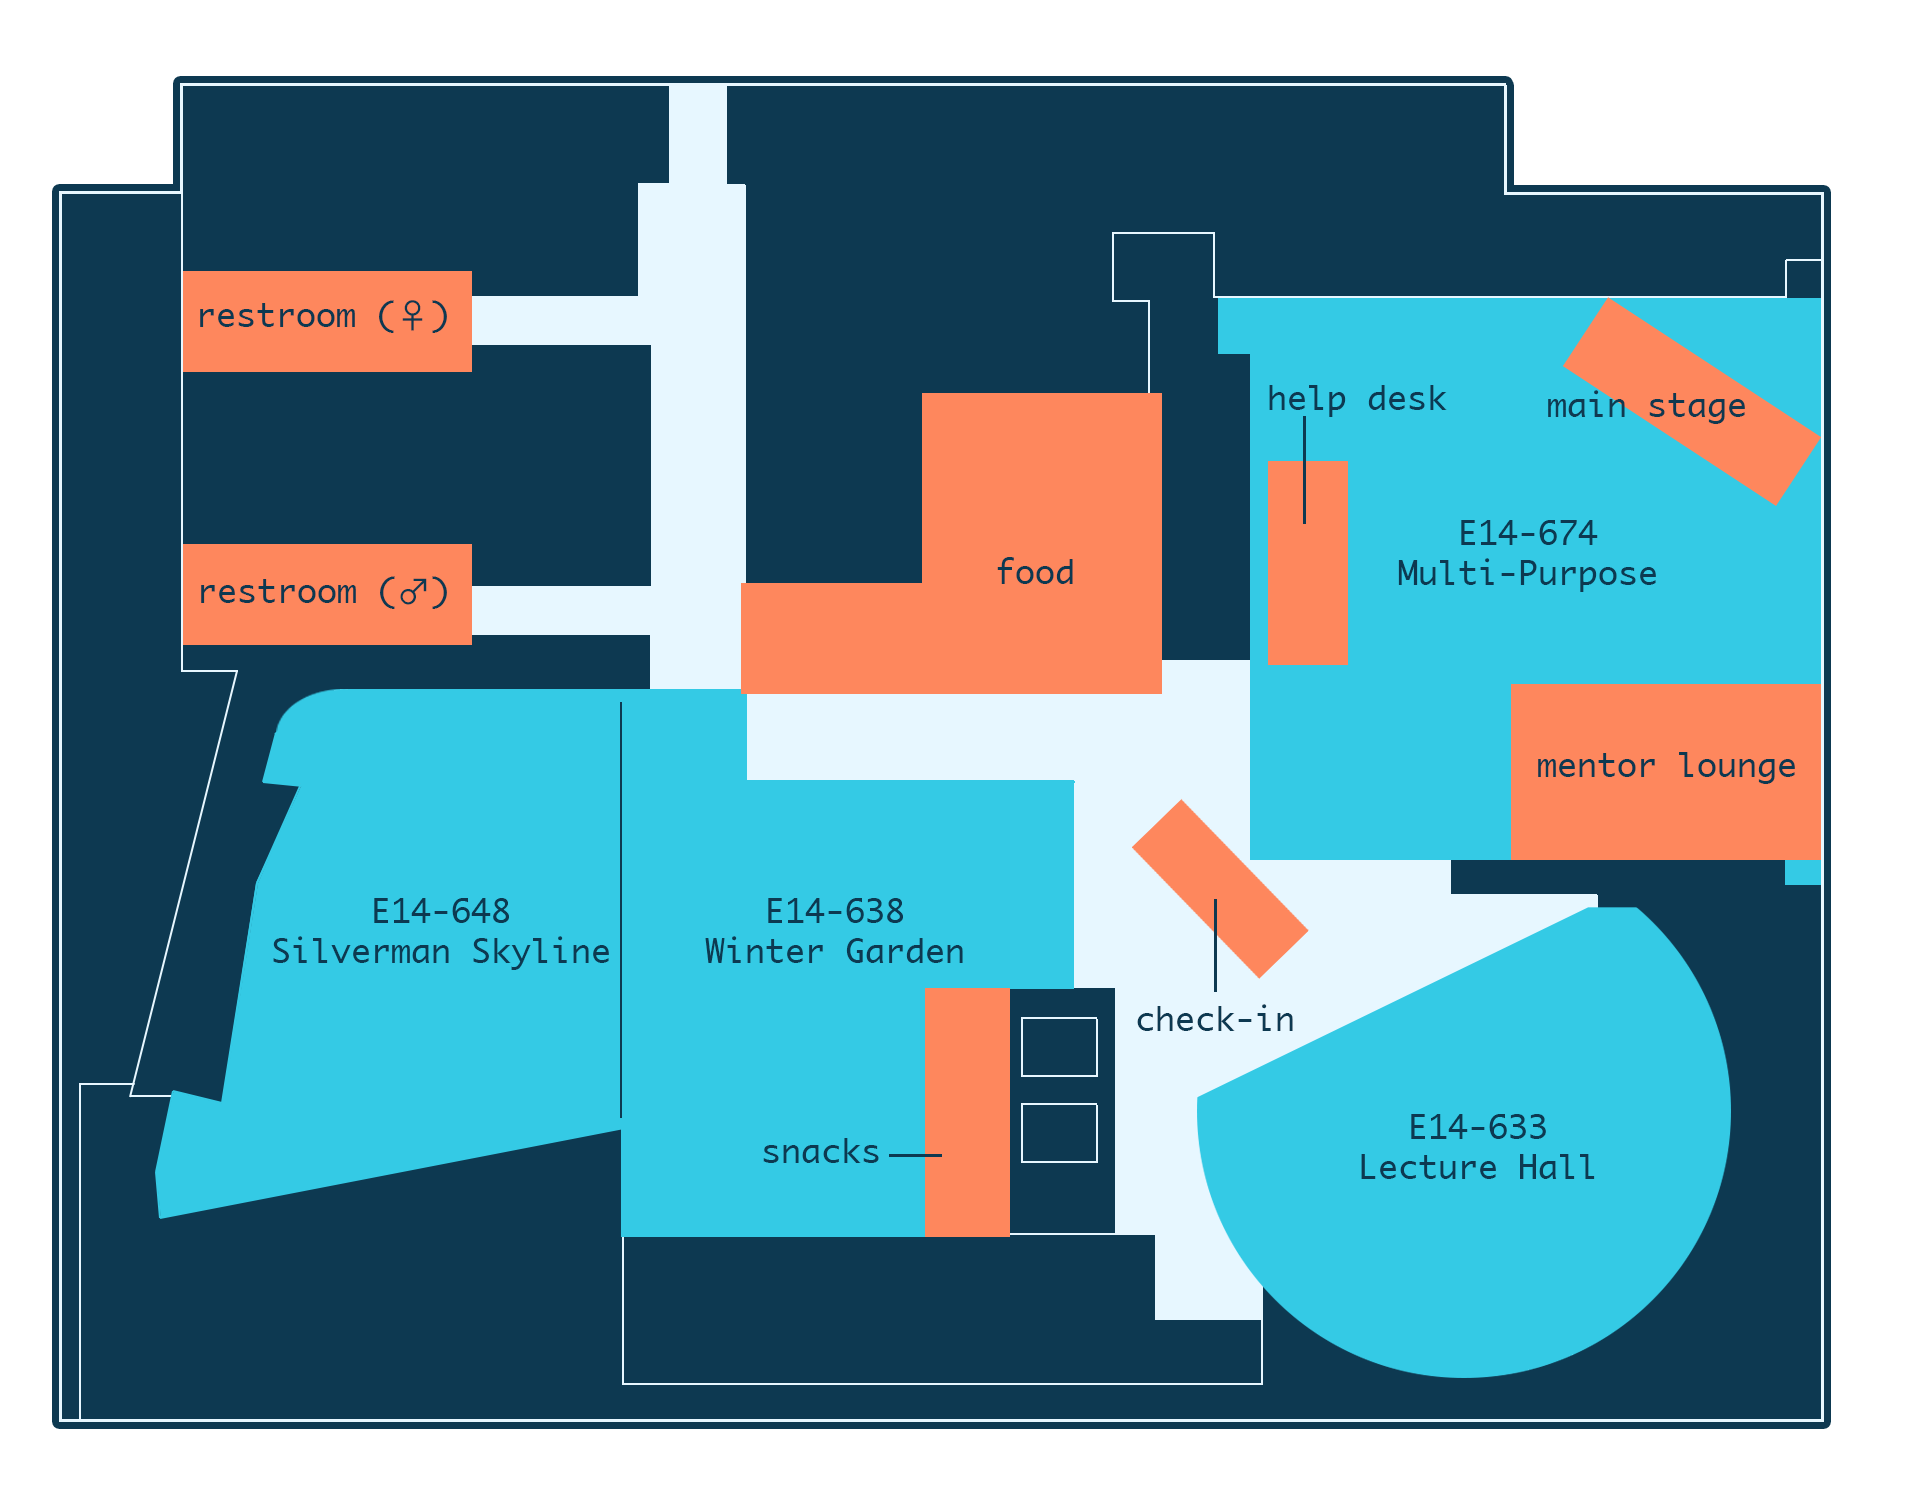 restroom (♀)
help desk
main stage
E14-674
Multi-Purpose
food
restroom (♂)
mentor lounge
E14-648
Silverman Skyline
E14-638
Winter Garden
check-in
snacks
E14-633
Lecture Hall